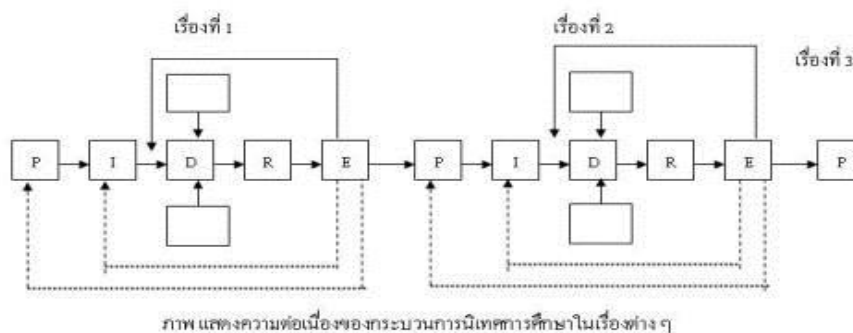 เรื่องที่ 1
เรื่องที่ 2
เรื่องที่ 3
P I D R E P I D R E P
ภาพ แสดงความต่อเนื่องของกระบวนการนิเทศการศึกษาในเรื่องต่าง ๆ